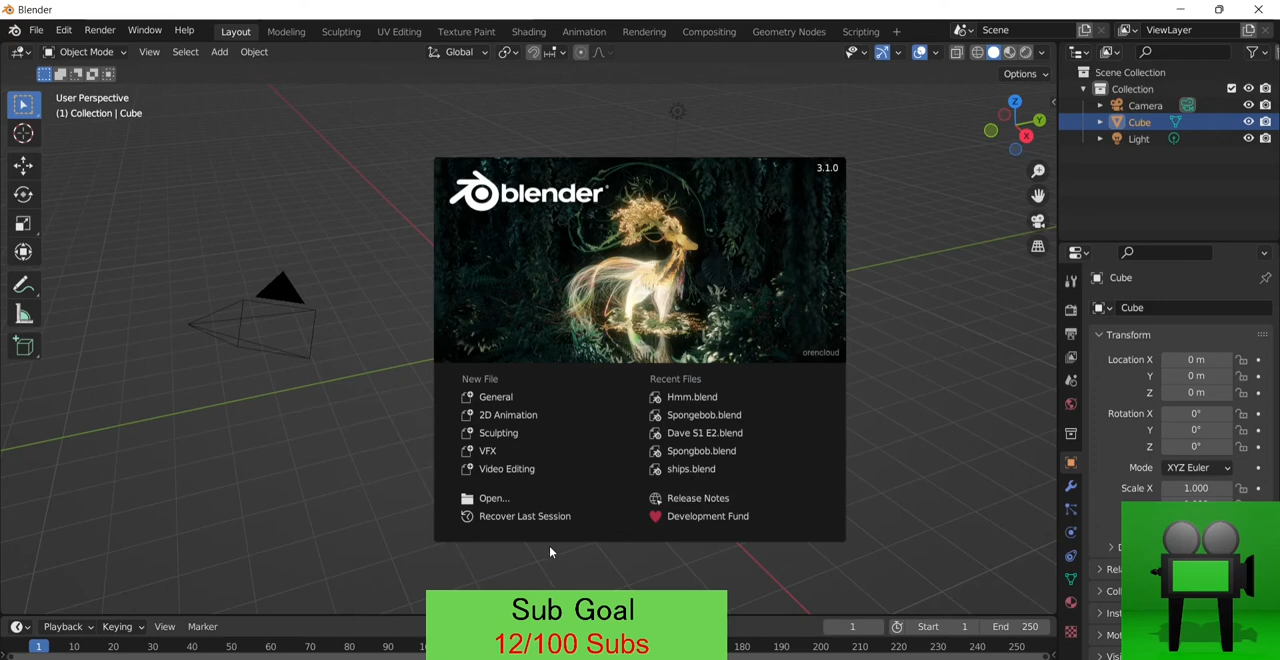 Blender
File Edit Render Window Help Layout Modeling Sculpting UV Editing Texture Paint Shading Animation Rendering Compositing Geometry Nodes Scripting + Scene ViewLayer
Object Mode View Select Add Object Global
Options
User Perspective
(1) Collection | Cube
Z
Y
X
Scene Collection
Collection
Camera
Cube
Light
3.1.0
blender
orencloud
New File
General
2D Animation
Sculpting
VFX
Video Editing
Open...
Recover Last Session
Recent Files
Hmm.blend
Spongebob.blend
Dave S1 E2.blend
Spongbob.blend
ships.blend
Release Notes
Development Fund
Cube
Cube
Transform
Location X 0 m
Y 0 m
Z 0 m
Rotation X 0°
Y 0°
Z 0°
Mode XYZ Euler
Scale X 1.000
Sub Goal
12/100 Subs
Playback Keying View Marker 1 Start 1 End 250
1 10 20 30 40 50 60 70 80 90 180 190 200 210 220 230 240 250